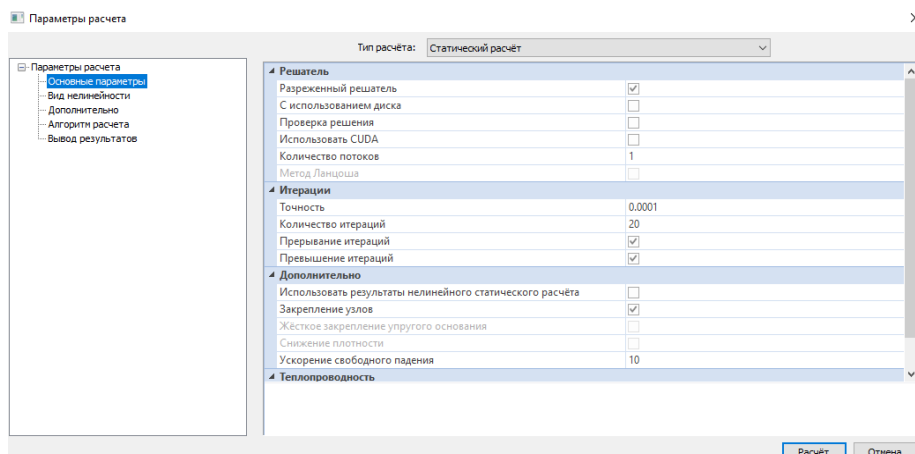 Параметры расчета
Тип расчёта: Статический расчёт
Параметры расчета
Основные параметры
Вид нелинейности
Дополнительно
Алгоритм расчета
Вывод результатов
Решатель
Разреженный решатель
С использованием диска
Проверка решения
Использовать CUDA
Количество потоков 1
Метод Ланцоша
Итерации
Точность 0.0001
Количество итераций 20
Прерывание итераций
Превышение итераций
Дополнительно
Использовать результаты нелинейного статического расчёта
Закрепление узлов
Жёсткое закрепление упругого основания
Снижение плотности
Ускорение свободного падения 10
Теплопроводность
Расчёт Отмена